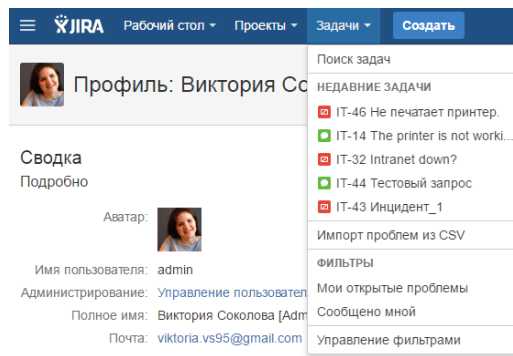 JIRA Рабочий стол Проекты Задачи Создать
Профиль: Виктория Со
Сводка
Подробно
Аватар:
Имя пользователя: admin
Администрирование: Управление пользовател
Полное имя: Виктория Соколова [Adm
Почта: viktoria.vs95@gmail.com
Поиск задач
НЕДАВНИЕ ЗАДАЧИ
IT-46 Не печатает принтер.
IT-14 The printer is not worki...
IT-32 Intranet down?
IT-44 Тестовый запрос
IT-43 Инцидент_1
Импорт проблем из CSV
ФИЛЬТРЫ
Мои открытые проблемы
Сообщено мной
Управление фильтрами